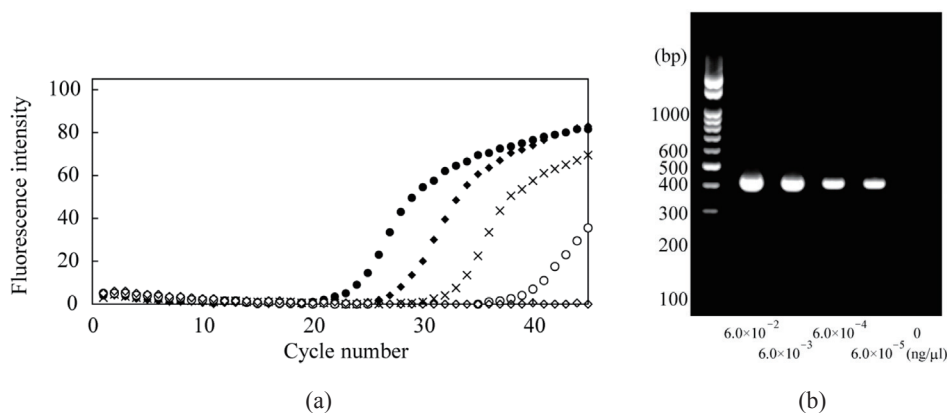 Fluorescence intensity
100
80
60
40
20
0
0 10 20 30 40
Cycle number
(a)
(bp)
1000
600
500
400
300
200
100
6.0×10⁻² 6.0×10⁻⁴ 0
6.0×10⁻³ 6.0×10⁻⁵ (ng/μl)
(b)